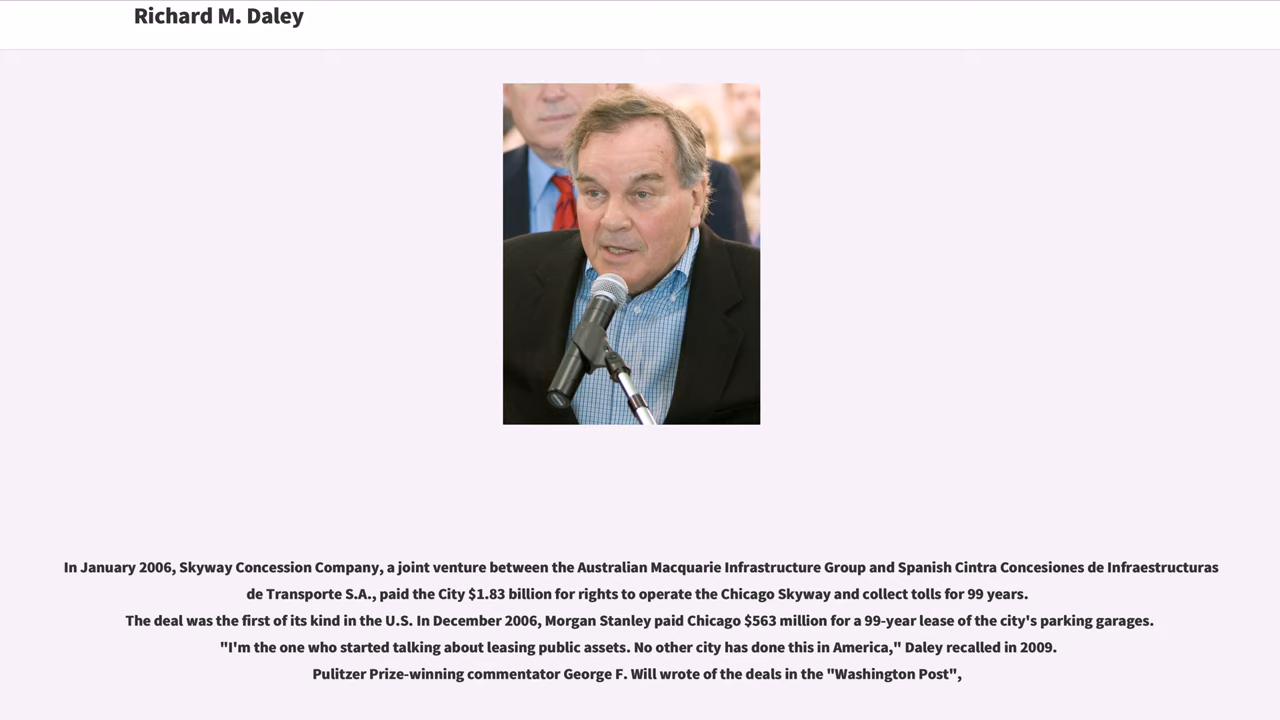 Richard M. Daley
In January 2006, Skyway Concession Company, a joint venture between the Australian Macquarie Infrastructure Group and Spanish Cintra Concesiones de Infraestructuras
de Transporte S.A., paid the City $1.83 billion for rights to operate the Chicago Skyway and collect tolls for 99 years.
The deal was the first of its kind in the U.S. In December 2006, Morgan Stanley paid Chicago $563 million for a 99-year lease of the city's parking garages.
"I'm the one who started talking about leasing public assets. No other city has done this in America," Daley recalled in 2009.
Pulitzer Prize-winning commentator George F. Will wrote of the deals in the "Washington Post",